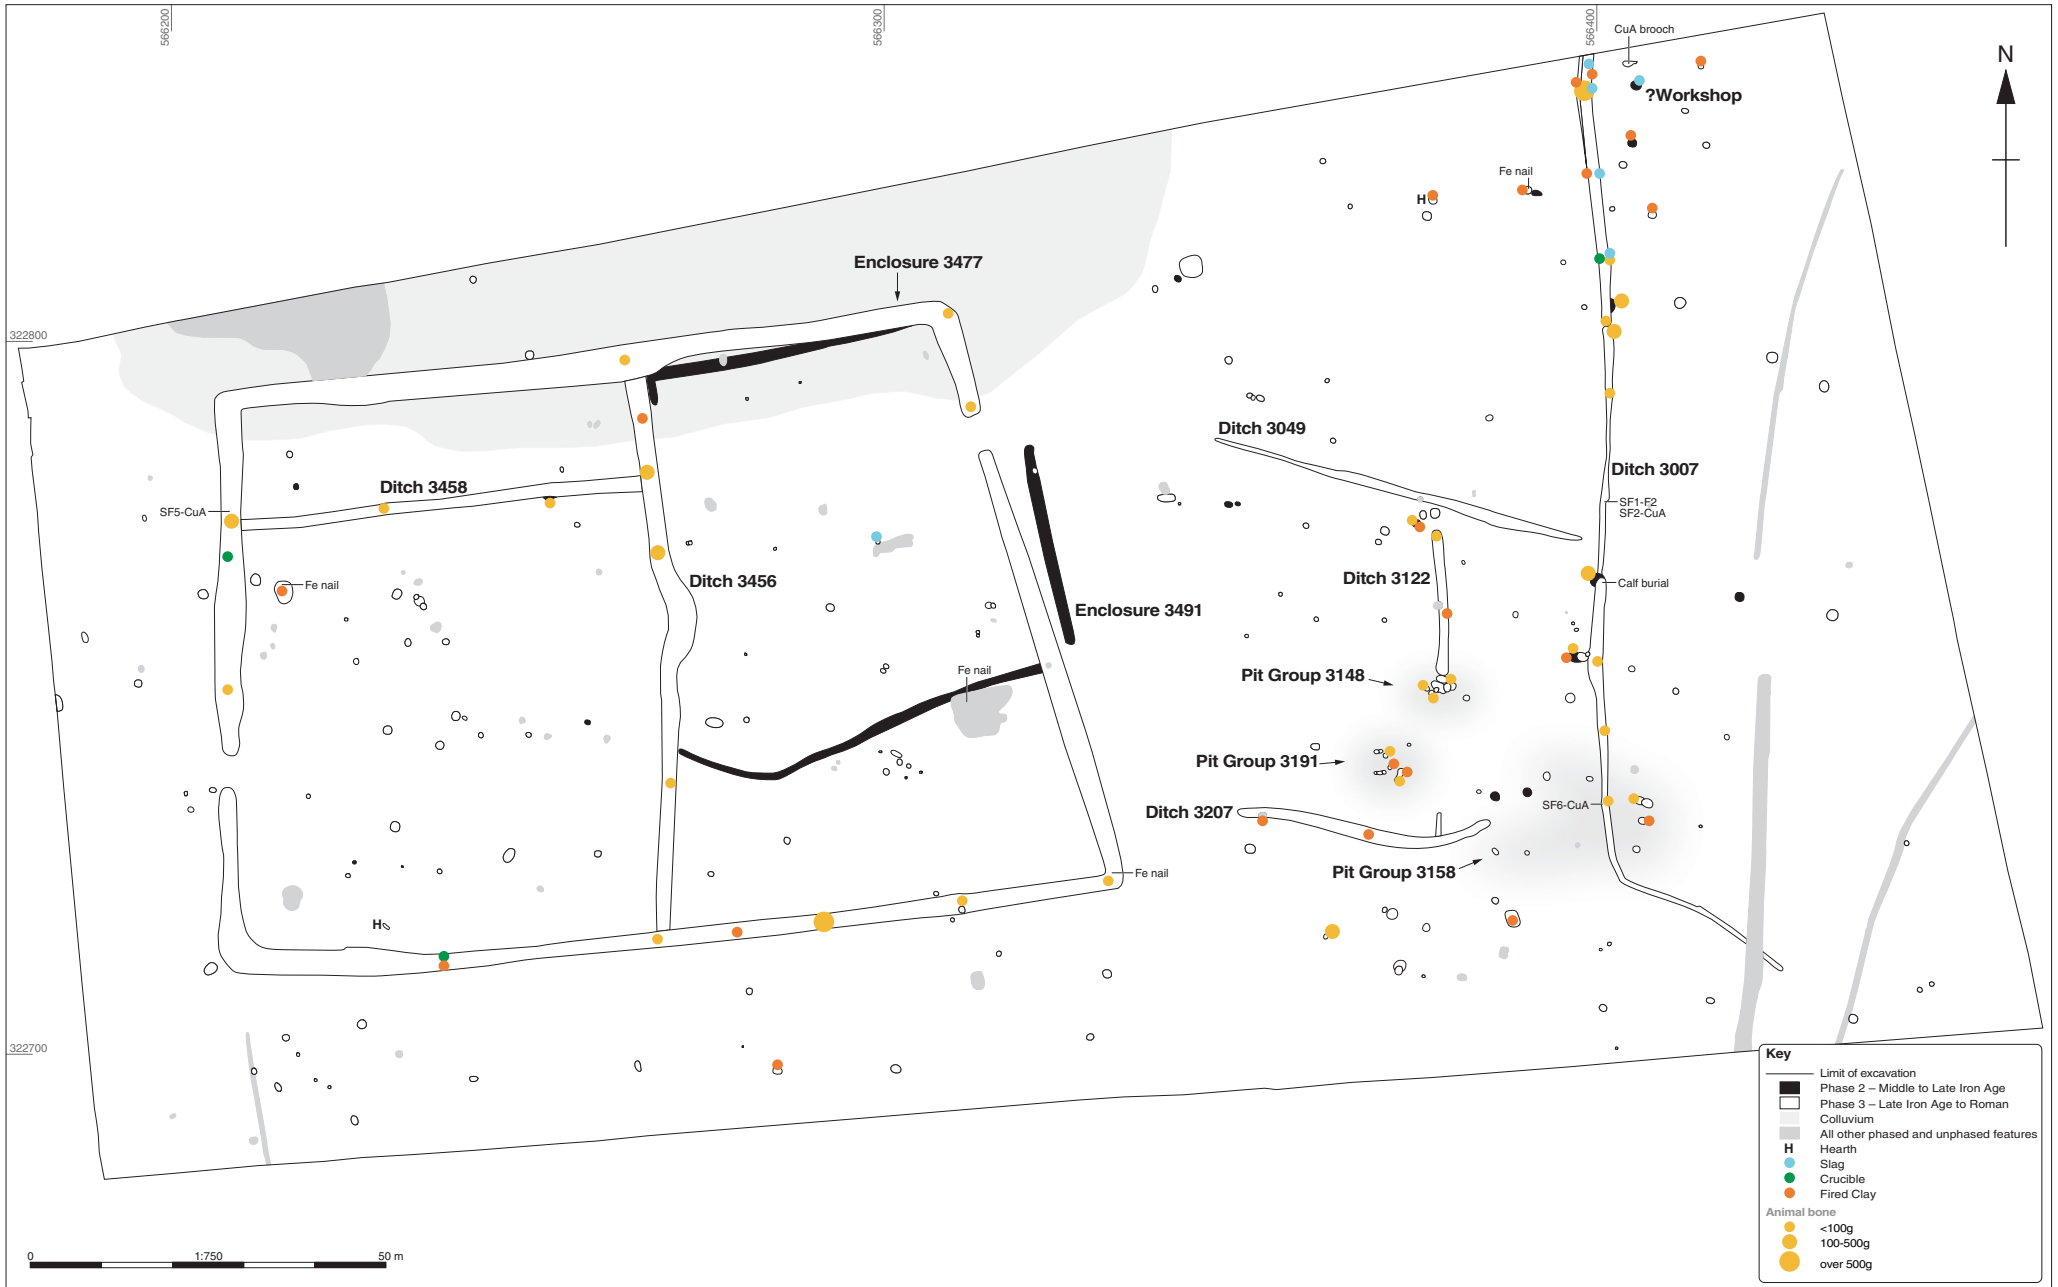 566200
566300
566400
CuA brooch
N
?Workshop
Fe nail
H
Enclosure 3477
322800
Ditch 3049
Ditch 3007
Ditch 3458
SF5-CuA
SF1-F2
SF2-CuA
Ditch 3456
Ditch 3122
Fe nail
Calf burial
Enclosure 3491
Fe nail
Pit Group 3148
Pit Group 3191
Ditch 3207
SF6-CuA
Pit Group 3158
Fe nail
H
322700
Key
Limit of excavation
Phase 2 – Middle to Late Iron Age
Phase 3 – Late Iron Age to Roman
Colluvium
All other phased and unphased features
H Hearth
Slag
Crucible
Fired Clay
Animal bone
<100g
100-500g
over 500g
0 1:750 50 m